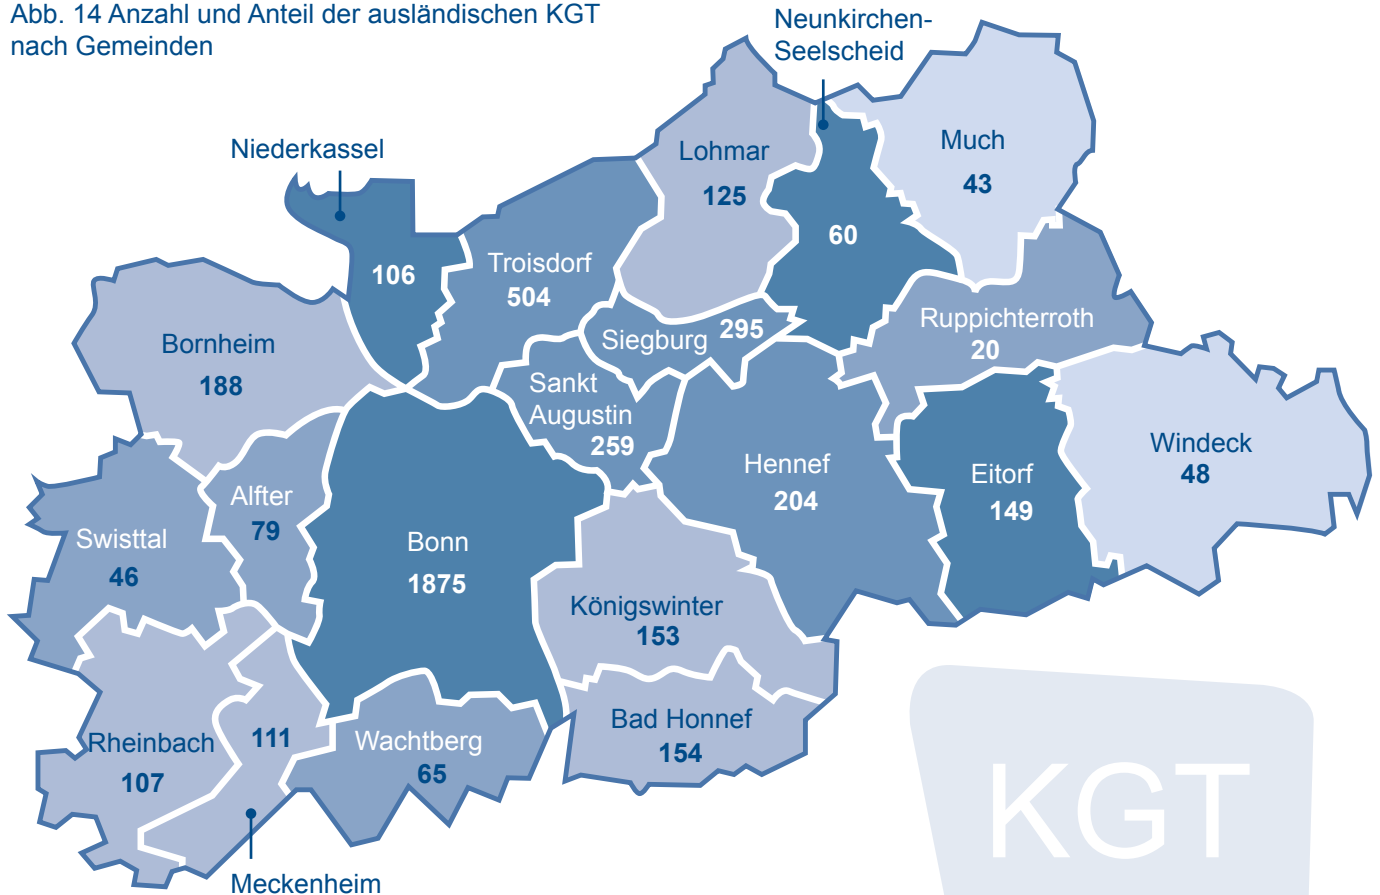 Abb. 14 Anzahl und Anteil der ausländischen KGT
nach Gemeinden
Neunkirchen-
Seelscheid
Niederkassel
Lohmar
125
Much
43
60
106
Troisdorf
504
Siegburg 295
Ruppichterroth
20
Bornheim
188
Sankt
Augustin
259
Hennef
204
Eitorf
149
Windeck
48
Alfter
79
Swisttal
46
Bonn
1875
Königswinter
153
Bad Honnef
154
Rheinbach
107
111
Wachtberg
65
Meckenheim
KGT